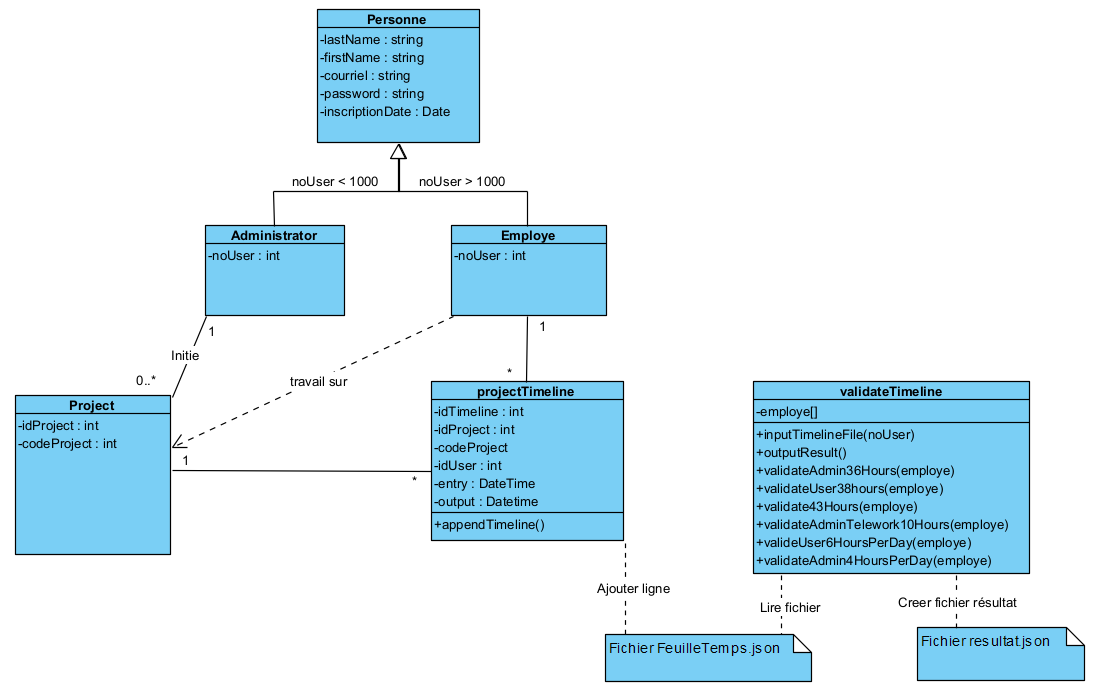 Personne
-lastName : string
-firstName : string
-courriel : string
-password : string
-inscriptionDate : Date
noUser < 1000
noUser > 1000
Administrator
-noUser : int
Employe
-noUser : int
1
Initie
0..*
travail sur
1
*
Project
-idProject : int
-codeProject : int
1
*
projectTimeline
-idTimeline : int
-idProject : int
-codeProject
-idUser : int
-entry : DateTime
-output : Datetime
+appendTimeline()
validateTimeline
-employe[]
+inputTimelineFile(noUser)
+outputResult()
+validateAdmin36Hours(employe)
+validateUser38hours(employe)
+validate43Hours(employe)
+validateAdminTelework10Hours(employe)
+valideUser6HoursPerDay(employe)
+validateAdmin4HoursPerDay(employe)
Ajouter ligne
Lire fichier
Creer fichier résultat
Fichier FeuilleTemps.json
Fichier resultat.json